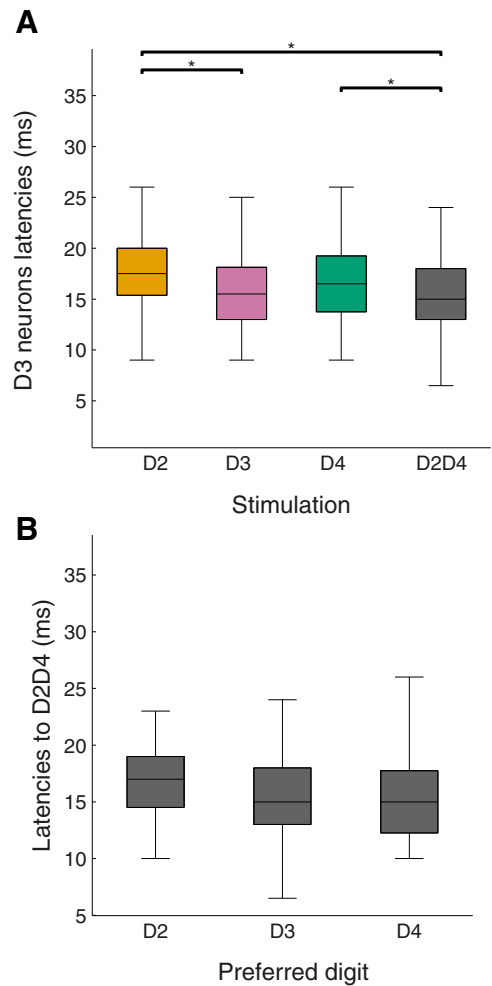 A
*
*
*
D3 neurons latencies (ms)
35
30
25
20
15
10
5
D2 D3 D4 D2D4
Stimulation
B
Latencies to D2D4 (ms)
35
30
25
20
15
10
5
D2 D3 D4
Preferred digit